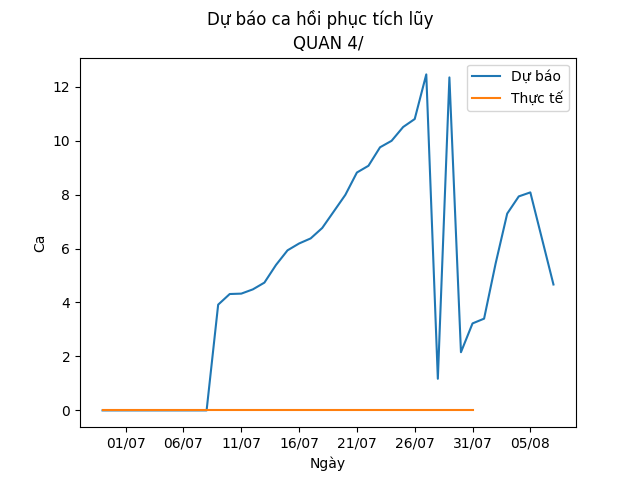 Dự báo ca hồi phục tích lũy
QUAN 4/
Dự báo
Thực tế
Ca
12
10
8
6
4
2
0
01/07 06/07 11/07 16/07 21/07 26/07 31/07 05/08
Ngày